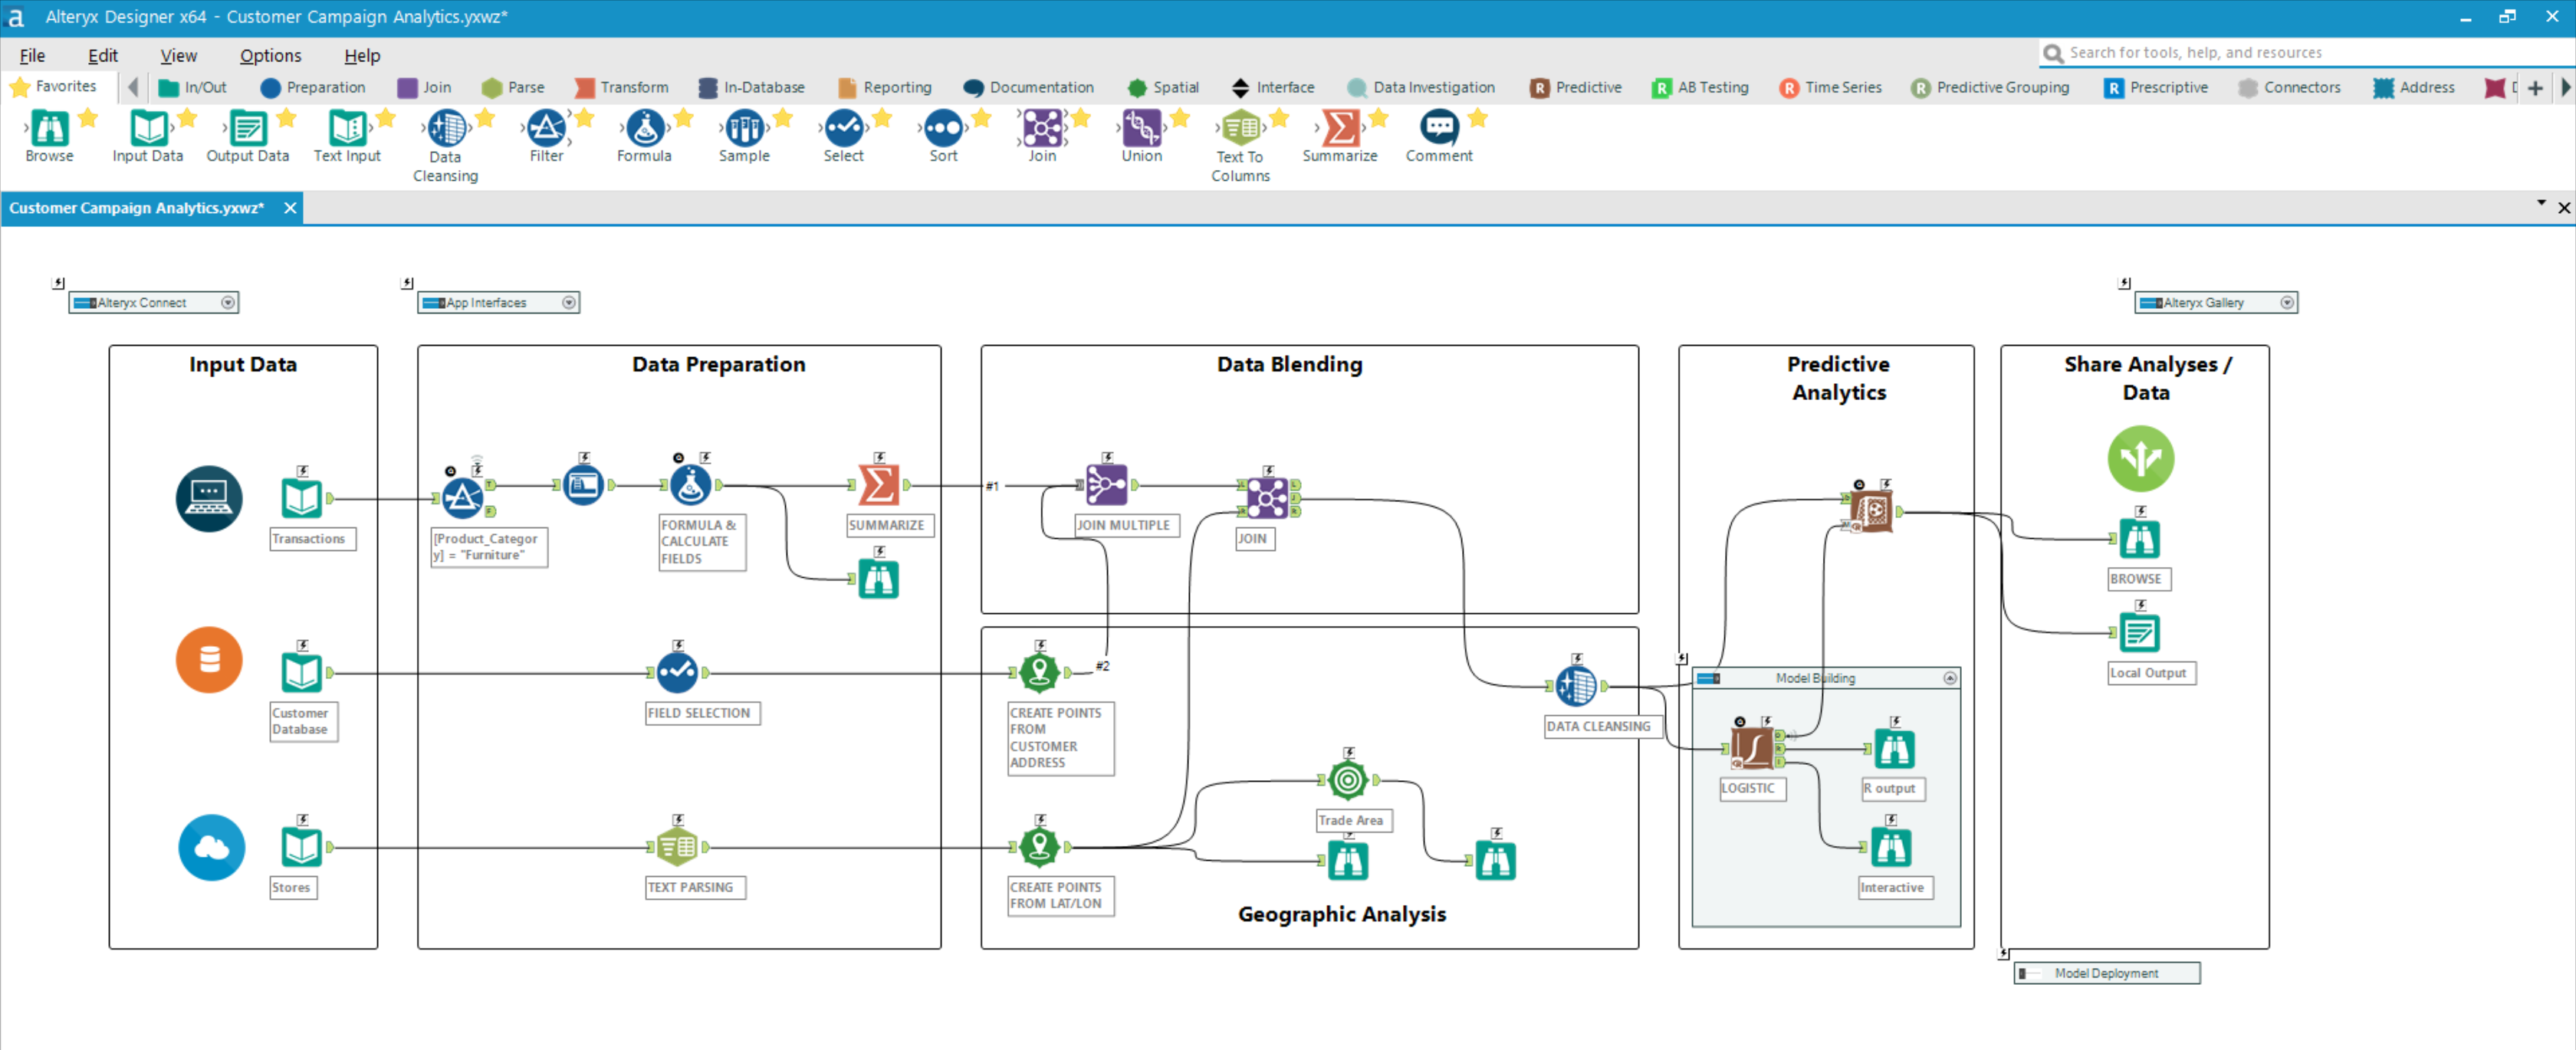 a Alteryx Designer x64 - Customer Campaign Analytics.yxwz*
File Edit View Options Help
Search for tools, help, and resources
Favorites In/Out Preparation Join Parse Transform In-Database Reporting Documentation Spatial Interface Data Investigation Predictive AB Testing Time Series Predictive Grouping Prescriptive Connectors Address
Browse Input Data Output Data Text Input Data Filter Formula Sample Select Sort Join Union Text To Summarize Comment
Cleansing Columns
Customer Campaign Analytics.yxwz*
Alteryx Connect
App Interfaces
Alteryx Gallery
Input Data
Transactions
Customer
Database
Stores
Data Preparation
[Product_Categor
y] = "Furniture"
FORMULA &
CALCULATE
FIELDS
SUMMARIZE
FIELD SELECTION
TEXT PARSING
Data Blending
#1
JOIN MULTIPLE
JOIN
#2
CREATE POINTS
FROM
CUSTOMER
ADDRESS
DATA CLEANSING
Trade Area
CREATE POINTS
FROM LAT/LON
Geographic Analysis
Predictive
Analytics
Model Building
LOGISTIC
R output
Interactive
Share Analyses /
Data
BROWSE
Local Output
Model Deployment